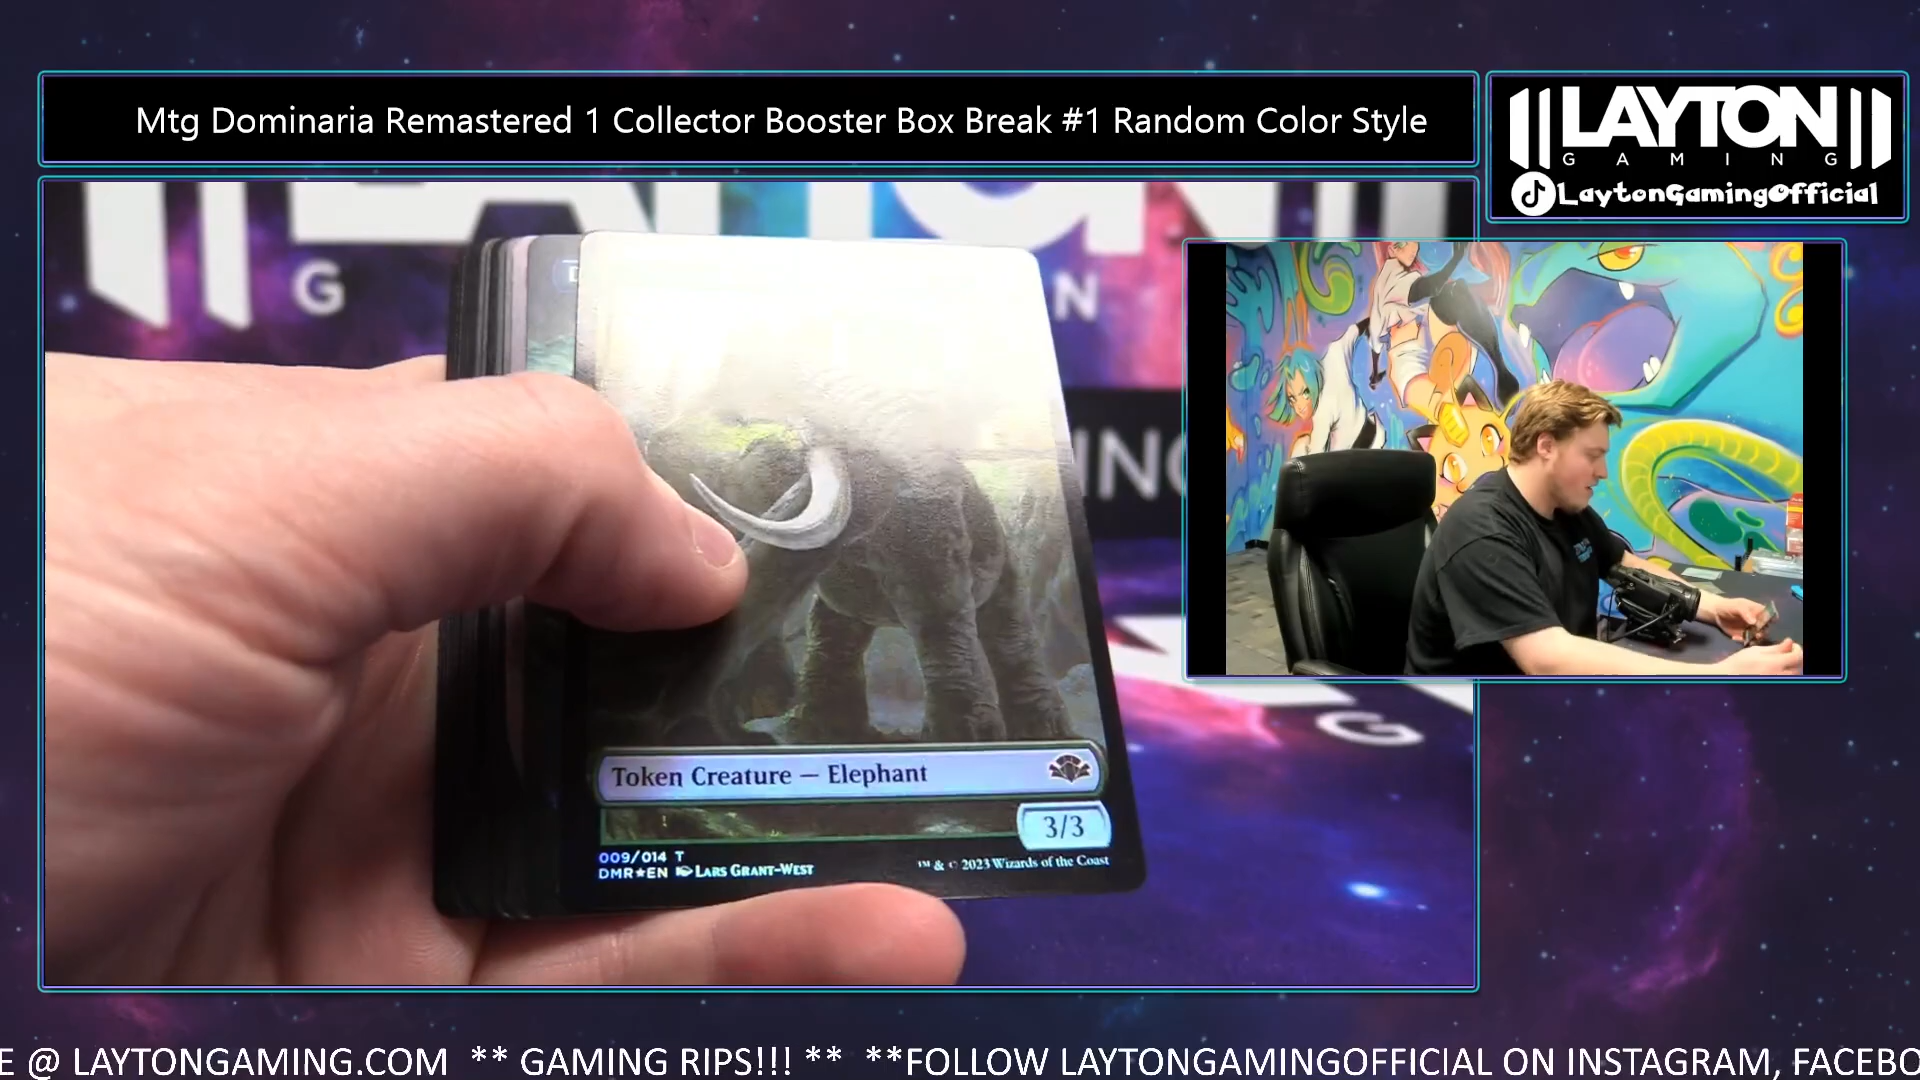 Mtg Dominaria Remastered 1 Collector Booster Box Break #1 Random Color Style
LAYTON
GAMING
LaytonGamingOfficial
G
N
ING
G
Token Creature — Elephant
3/3
009/014 T
DMR★EN LARS GRANT-WEST
™ & © 2023 Wizards of the Coast
E @ LAYTONGAMING.COM ** GAMING RIPS!!! ** **FOLLOW LAYTONGAMINGOFFICIAL ON INSTAGRAM, FACEBO